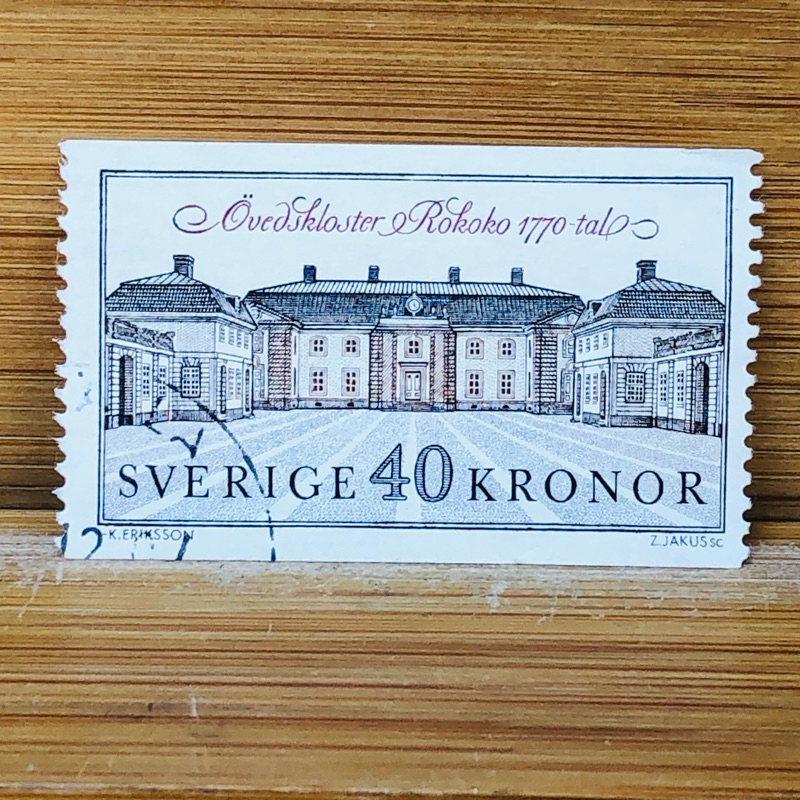 Övedskloster Rokoko 1770-tal
SVERIGE 40 KRONOR
K. ERIKSSON Z. JAKUS SC